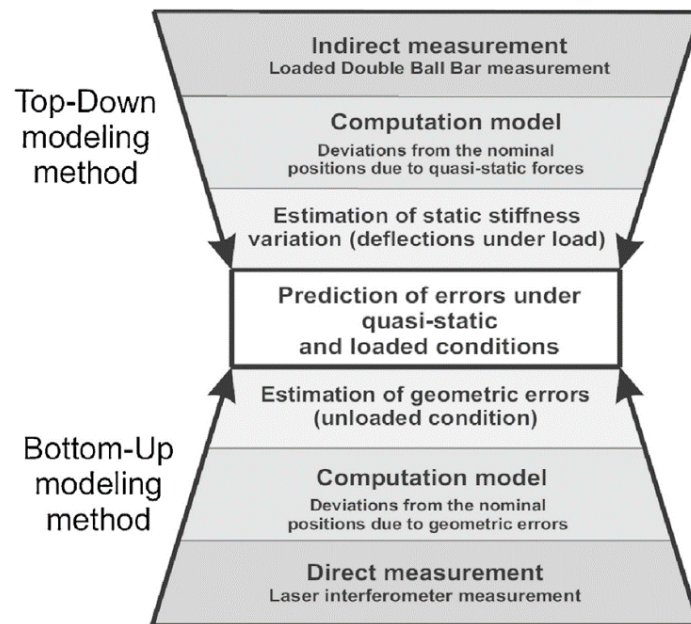 Indirect measurement
Loaded Double Ball Bar measurement
Top-Down
modeling
method
Computation model
Deviations from the nominal
positions due to quasi-static forces
Estimation of static stiffness
variation (deflections under load)
Prediction of errors under
quasi-static
and loaded conditions
Estimation of geometric errors
(unloaded condition)
Bottom-Up
modeling
method
Computation model
Deviations from the nominal
positions due to geometric errors
Direct measurement
Laser interferometer measurement